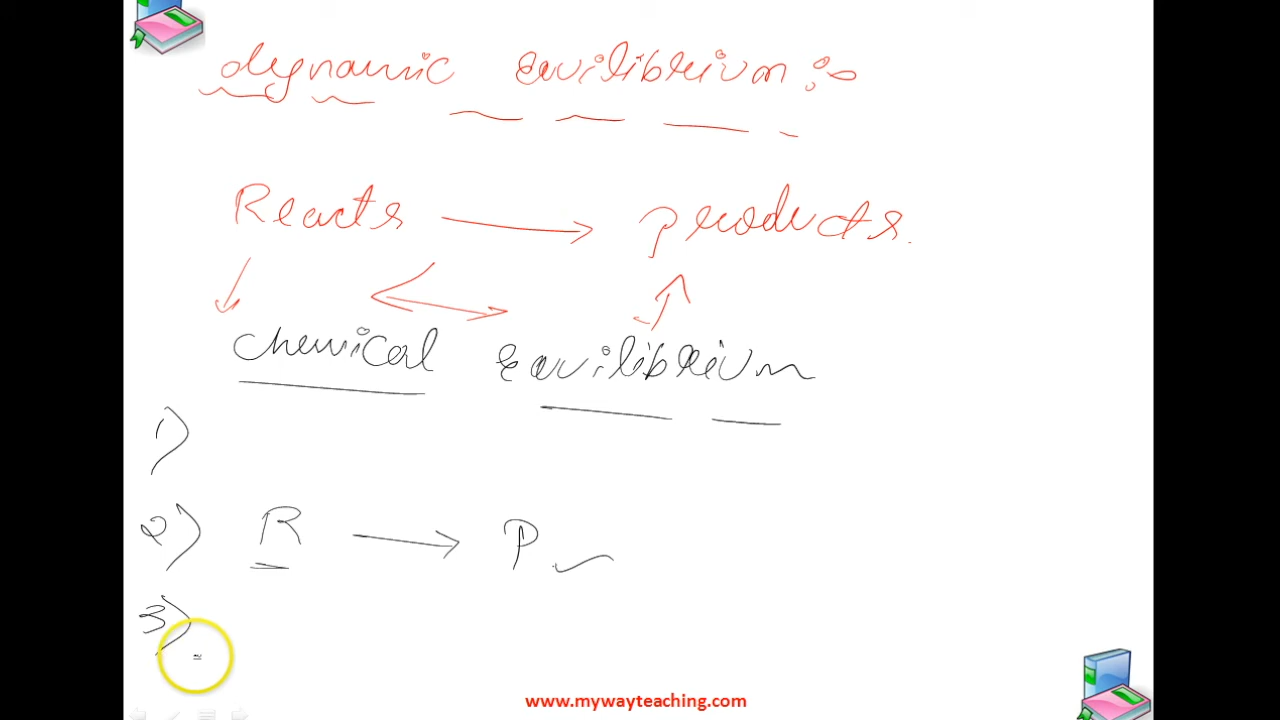 dynamic equilibrium :-
Reacts → products.
chemical equilibrium
1)
2) R → P
3)
www.mywayteaching.com